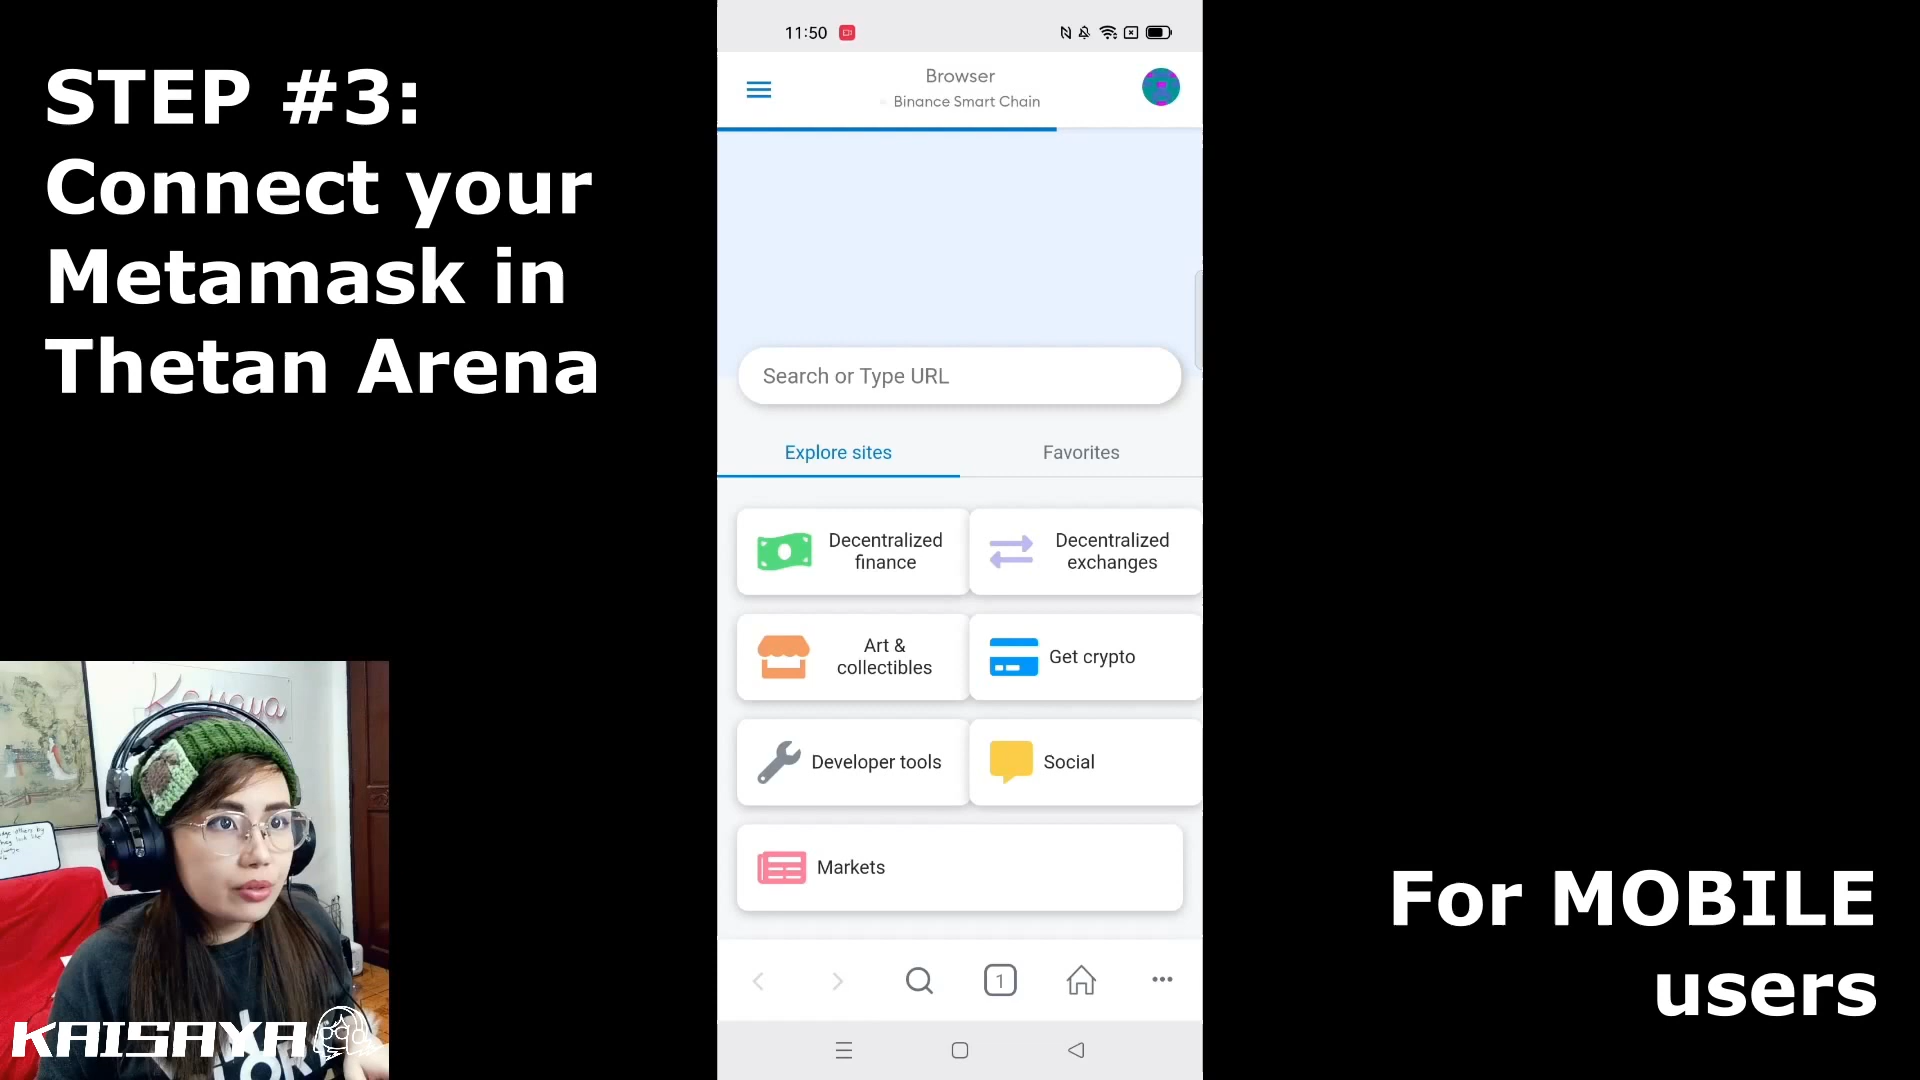 STEP #3:
Connect your
Metamask in
Thetan Arena
11:50
Browser
Binance Smart Chain
Search or Type URL
Explore sites
Favorites
Decentralized
finance
Decentralized
exchanges
Art &
collectibles
Get crypto
Developer tools
Social
Markets
1
Kaisaya
KAISAYA
For MOBILE
users